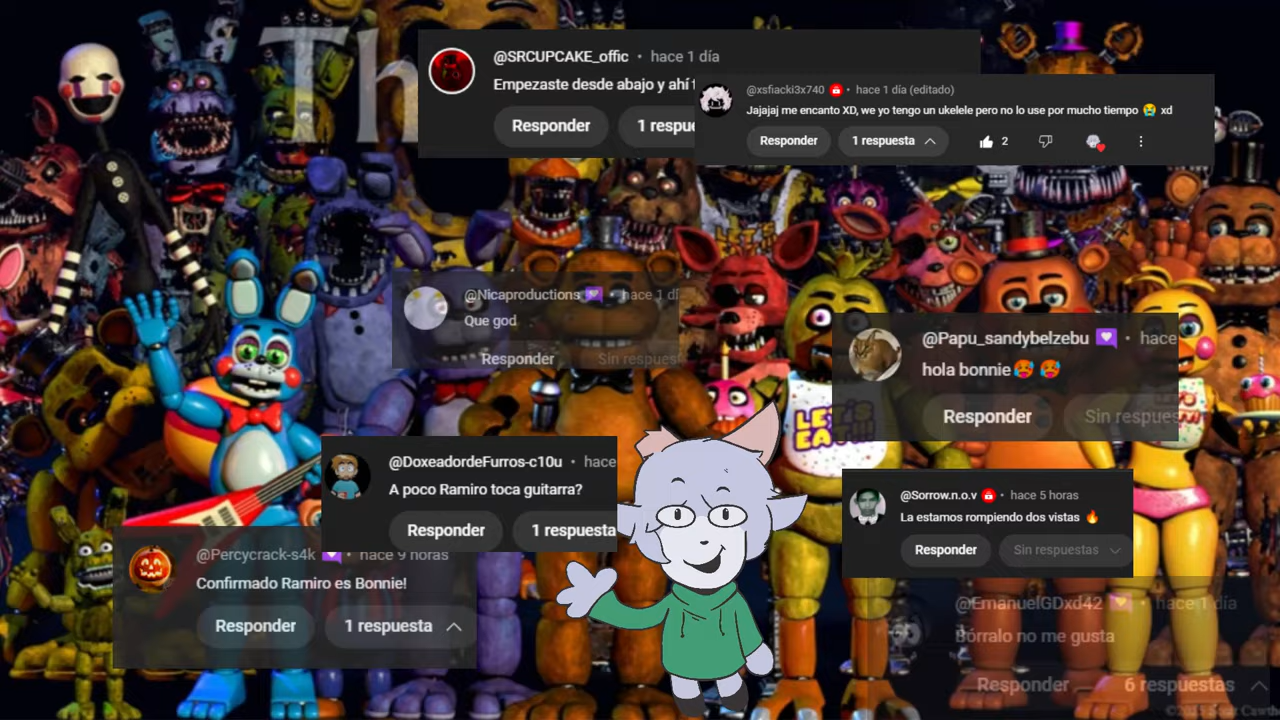 Th
@SRCUPCAKE_offic • hace 1 día
Empezaste desde abajo y ahí
Responder
1 respue
@xsfiacki3x740 • hace 1 día (editado)
Jajajaj me encanto XD, we yo tengo un ukelele pero no lo use por mucho tiempo 😭 xd
Responder
1 respuesta
2
@Nicaproductions • hace 1 dí
Que god
Responder
Sin respuest
@Papu_sandybelzebu • hace
hola bonnie🥵 🥵
Responder
Sin respues
LET'S
EAT!!!
@DoxeadordeFurros-c10u • hace
A poco Ramiro toca guitarra?
Responder
1 respuesta
@Sorrow.n.o.v • hace 5 horas
La estamos rompiendo dos vistas 🔥
Responder
Sin respuestas
@Percycrack-s4k • hace 9 horas
Confirmado Ramiro es Bonnie!
Responder
1 respuesta
@EmanuelGDxd42 • hace 1 día
Bórralo no me gusta
Responder
6 respuestas